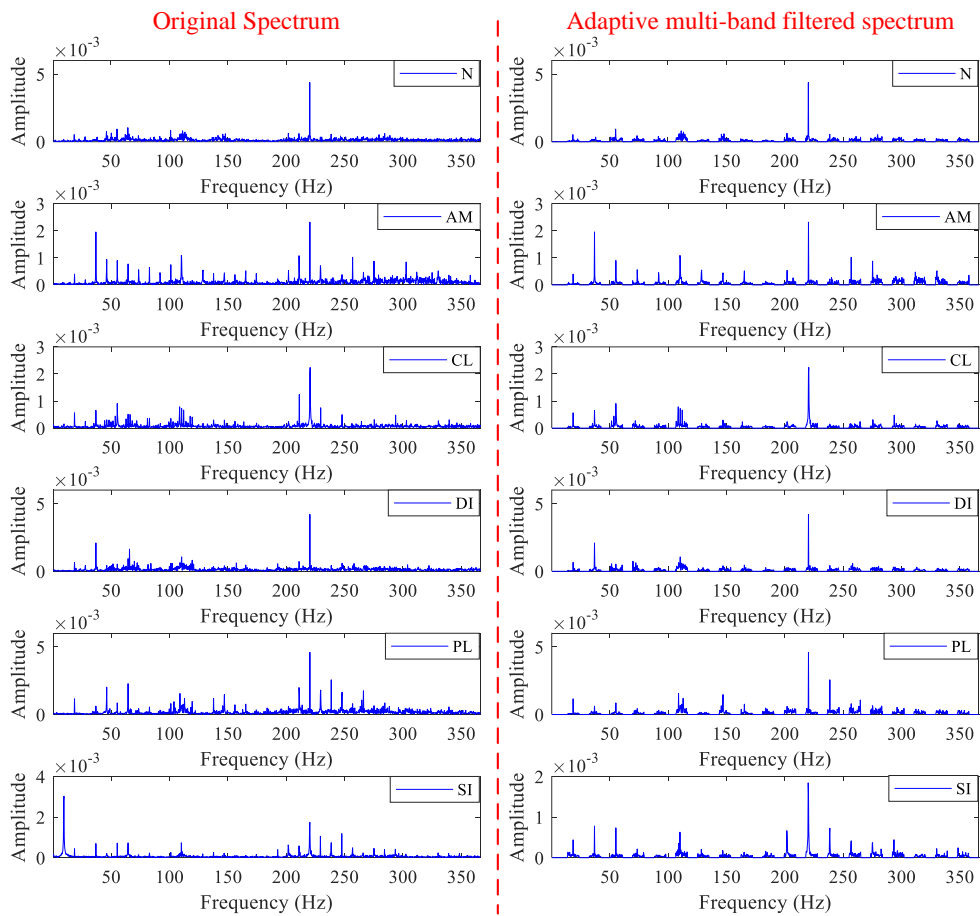 Original Spectrum
Adaptive multi-band filtered spectrum
×10-3
N
5
0
Amplitude
50 100 150 200 250 300 350
Frequency (Hz)
×10-3
N
5
0
Amplitude
50 100 150 200 250 300 350
Frequency (Hz)
×10-3
AM
3
2
1
0
Amplitude
50 100 150 200 250 300 350
Frequency (Hz)
×10-3
AM
3
2
1
0
Amplitude
50 100 150 200 250 300 350
Frequency (Hz)
×10-3
CL
3
2
1
0
Amplitude
50 100 150 200 250 300 350
Frequency (Hz)
×10-3
CL
3
2
1
0
Amplitude
50 100 150 200 250 300 350
Frequency (Hz)
×10-3
DI
5
0
Amplitude
50 100 150 200 250 300 350
Frequency (Hz)
×10-3
DI
5
0
Amplitude
50 100 150 200 250 300 350
Frequency (Hz)
×10-3
PL
5
0
Amplitude
50 100 150 200 250 300 350
Frequency (Hz)
×10-3
PL
5
0
Amplitude
50 100 150 200 250 300 350
Frequency (Hz)
×10-3
SI
4
2
0
Amplitude
50 100 150 200 250 300 350
Frequency (Hz)
×10-3
SI
2
1
0
Amplitude
50 100 150 200 250 300 350
Frequency (Hz)